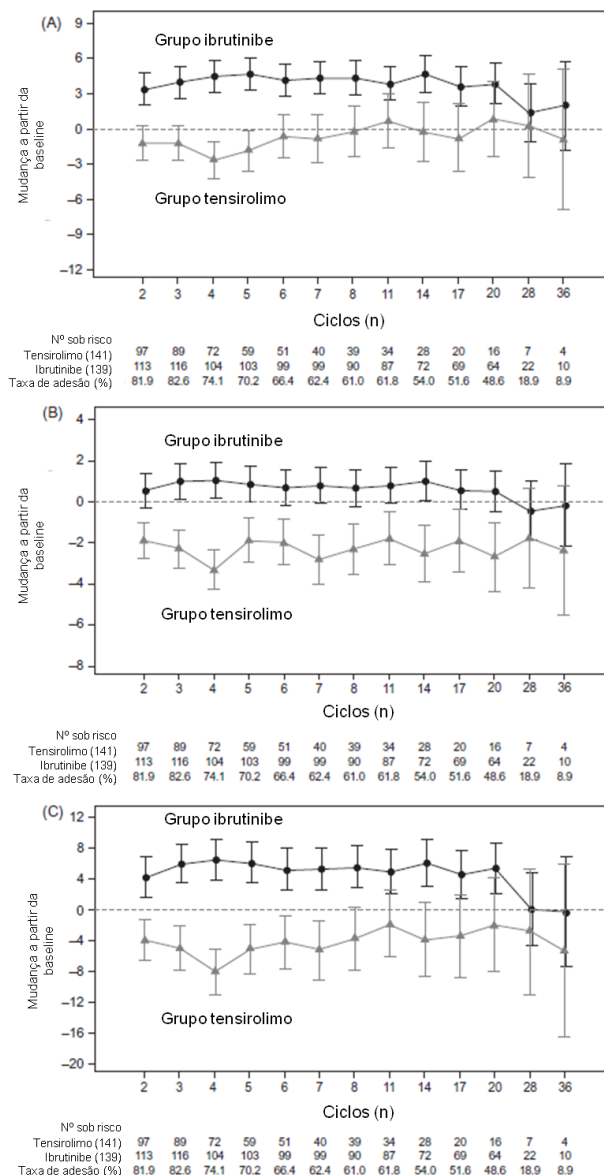 (A)
9
6
3
0
−3
−6
−9
−12
Mudança a partir da
baseline
Grupo ibrutinibe
Grupo tensirolimo
2 3 4 5 6 7 8 11 14 17 20 28 36
Ciclos (n)
Nº sob risco
Tensirolimo (141) 97 89 72 59 51 40 39 34 28 20 16 7 4
Ibrutinibe (139) 113 116 104 103 99 99 90 87 72 69 64 22 10
Taxa de adesão (%) 81.9 82.6 74.1 70.2 66.4 62.4 61.0 61.8 54.0 51.6 48.6 18.9 8.9
(B)
4
2
0
−2
−4
−6
−8
Mudança a partir da
baseline
Grupo ibrutinibe
Grupo tensirolimo
2 3 4 5 6 7 8 11 14 17 20 28 36
Ciclos (n)
Nº sob risco
Tensirolimo (141) 97 89 72 59 51 40 39 34 28 20 16 7 4
Ibrutinibe (139) 113 116 104 103 99 99 90 87 72 69 64 22 10
Taxa de adesão (%) 81.9 82.6 74.1 70.2 66.4 62.4 61.0 61.8 54.0 51.6 48.6 18.9 8.9
(C)
12
8
4
0
−4
−8
−12
−16
−20
Mudança a partir da
baseline
Grupo ibrutinibe
Grupo tensirolimo
2 3 4 5 6 7 8 11 14 17 20 28 36
Ciclos (n)
Nº sob risco
Tensirolimo (141) 97 89 72 59 51 40 39 34 28 20 16 7 4
Ibrutinibe (139) 113 116 104 103 99 99 90 87 72 69 64 22 10
Taxa de adesão (%) 81.9 82.6 74.1 70.2 66.4 62.4 61.0 61.8 54.0 51.6 48.6 18.9 8.9